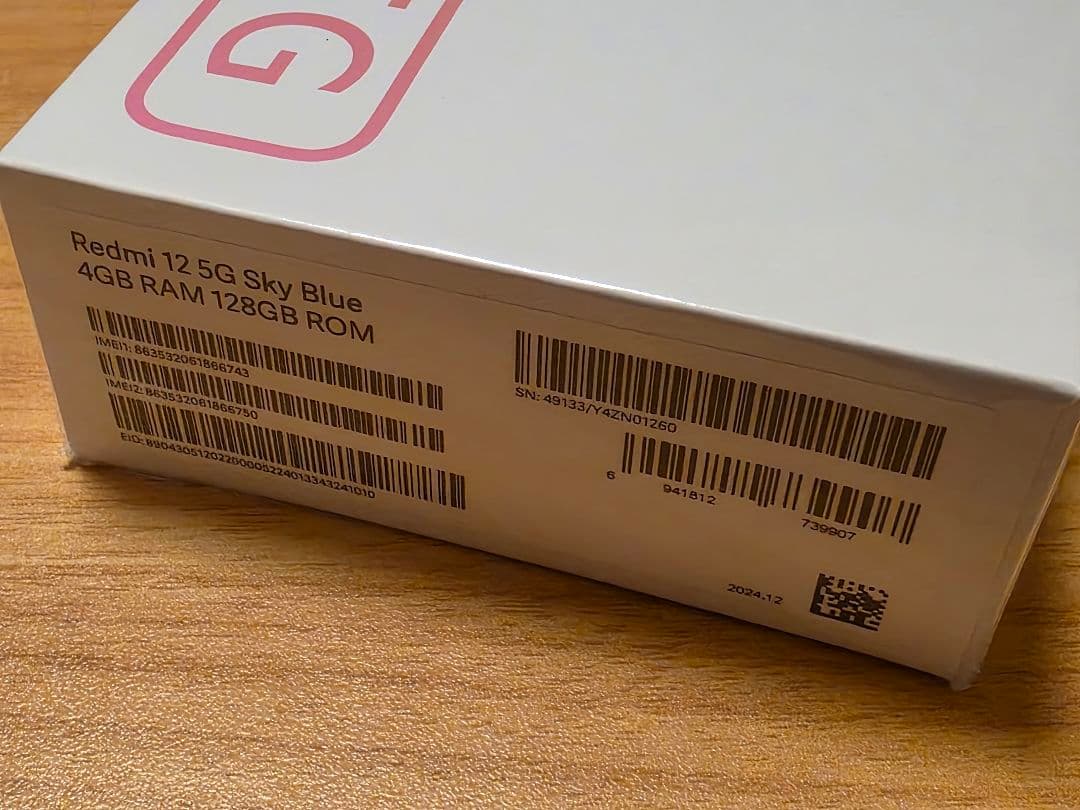 G
Redmi 12 5G Sky Blue
4GB RAM 128GB ROM
IMEI1: 863532061866743
IMEI2: 863532061866750
EID: 89043051202200005224013343241010
SN: 49133/Y4ZN01260
6 941812 739907
2024.12